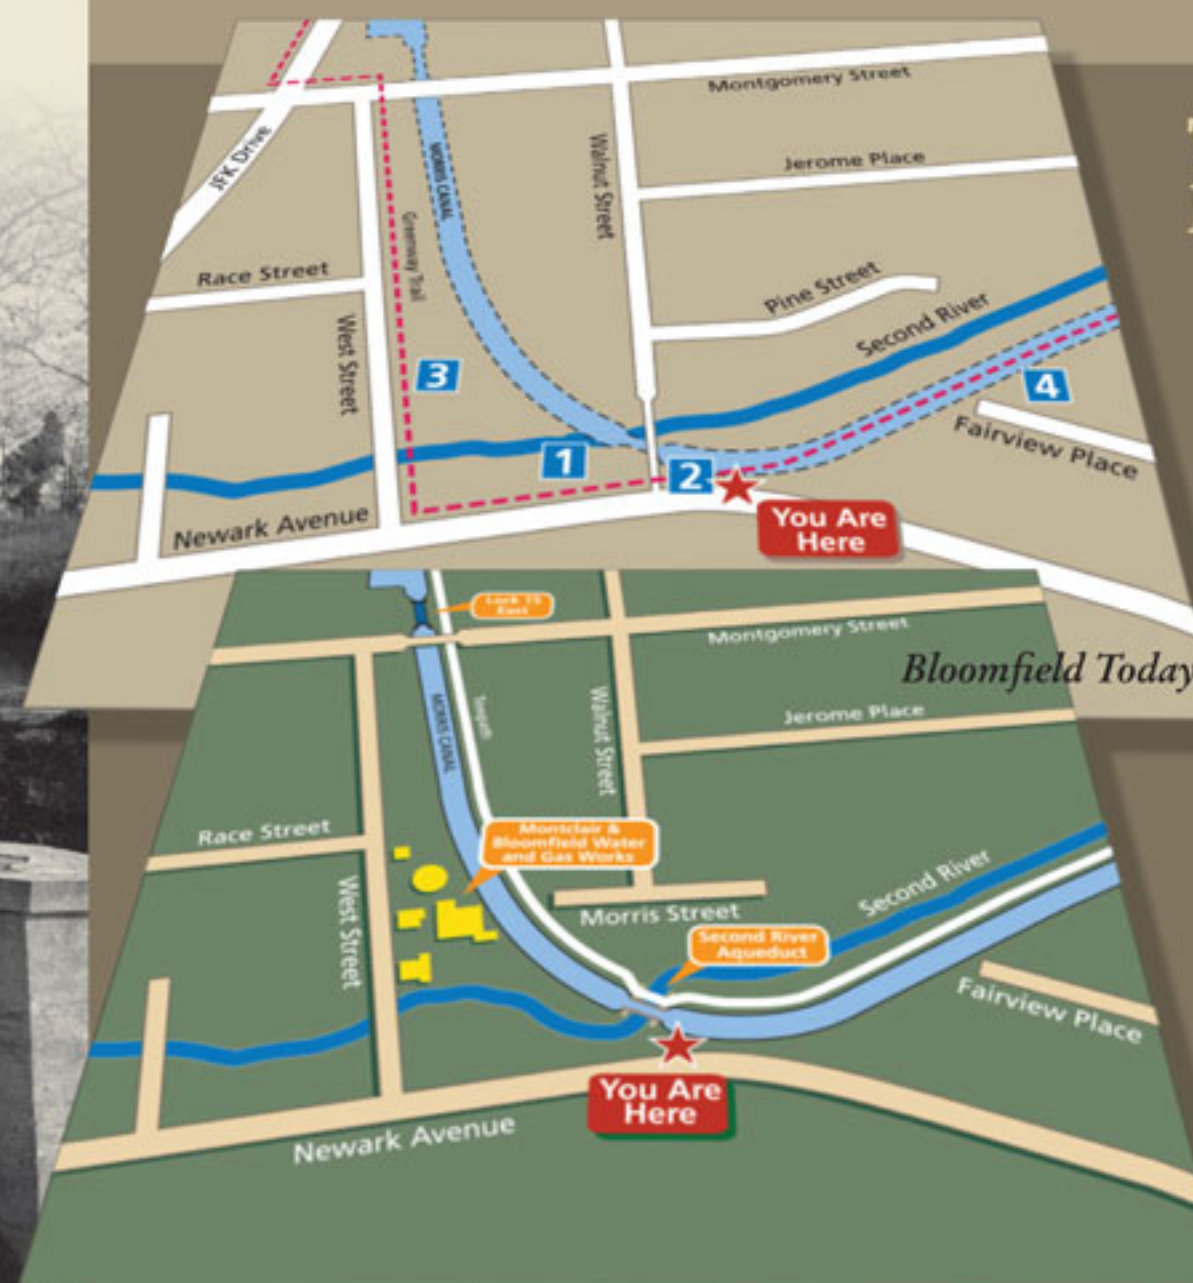 Montgomery Street
JFK Drive
MORRIS CANAL
Walnut Street
Jerome Place
Greenway Trail
Race Street
Pine Street
Second River
West Street
3
4
Fairview Place
1
2
Newark Avenue
You Are
Here
Lock 15
East
Montgomery Street
Bloomfield Today
MORRIS CANAL
Towpath
Walnut Street
Jerome Place
Montclair &
Bloomfield Water
and Gas Works
Race Street
Second River
West Street
Morris Street
Second River
Aqueduct
Fairview Place
You Are
Here
Newark Avenue